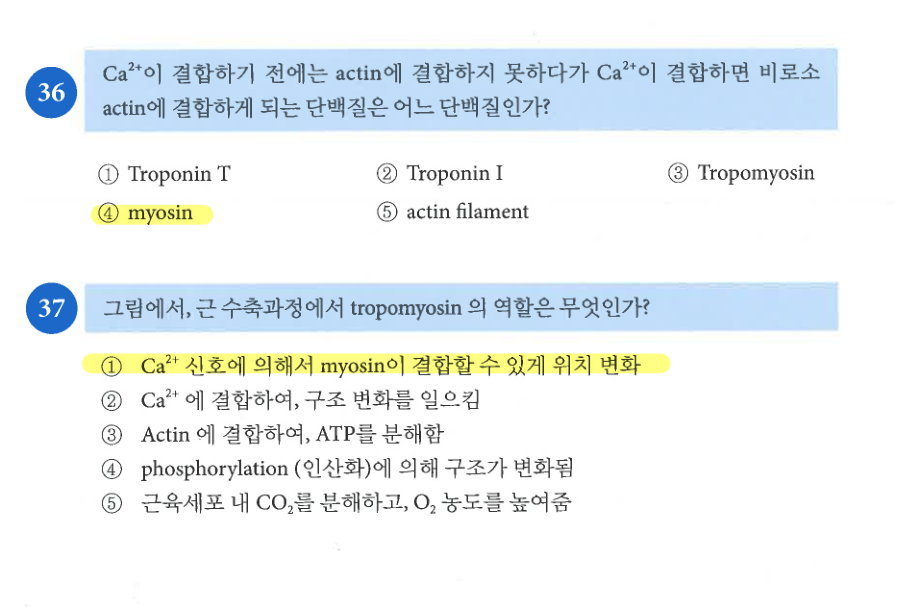 36
Ca²⁺이 결합하기 전에는 actin에 결합하지 못하다가 Ca²⁺이 결합하면 비로소
actin에 결합하게 되는 단백질은 어느 단백질인가?
① Troponin T ② Troponin I ③ Tropomyosin
④ myosin ⑤ actin filament
37
그림에서, 근 수축과정에서 tropomyosin 의 역할은 무엇인가?
① Ca²⁺ 신호에 의해서 myosin이 결합할 수 있게 위치 변화
② Ca²⁺ 에 결합하여, 구조 변화를 일으킴
③ Actin 에 결합하여, ATP를 분해함
④ phosphorylation (인산화)에 의해 구조가 변화됨
⑤ 근육세포 내 CO₂를 분해하고, O₂ 농도를 높여줌